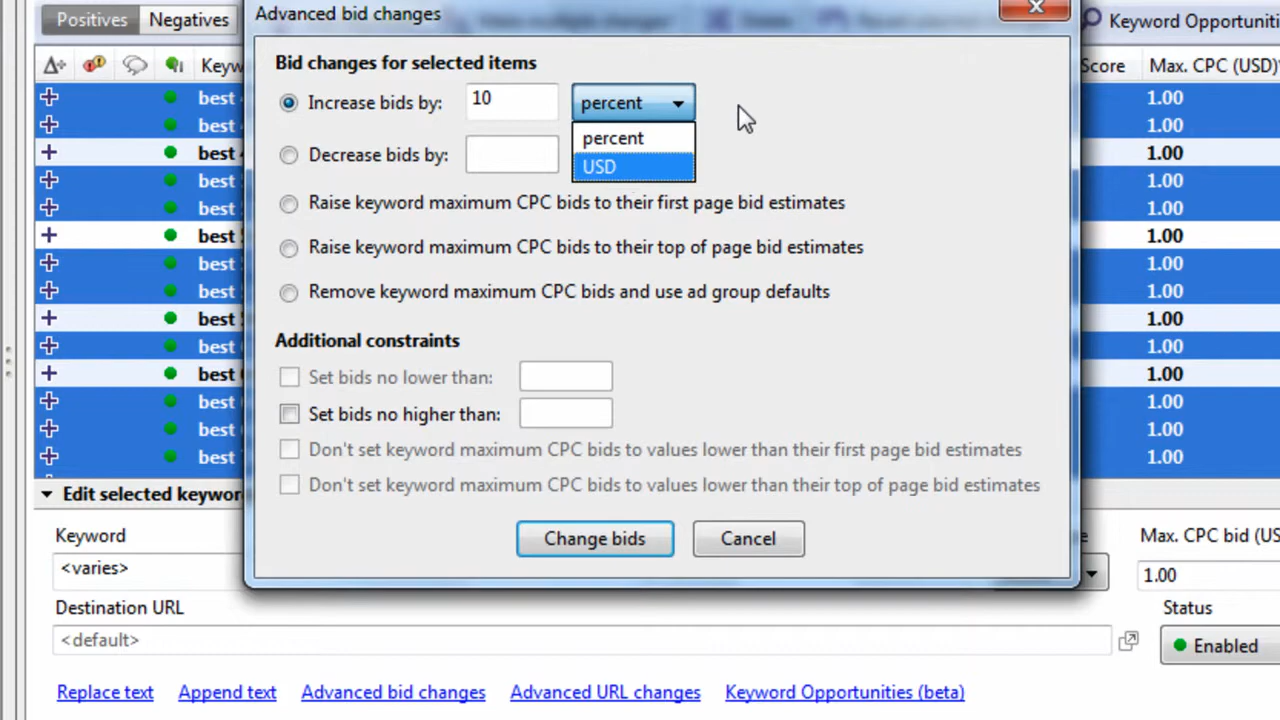 Advanced bid changes
Positives Negatives Keyword Opportuniti
Keyw Score Max. CPC (USD)
Bid changes for selected items
Increase bids by: 10 percent
percent
USD
Decrease bids by:
Raise keyword maximum CPC bids to their first page bid estimates
Raise keyword maximum CPC bids to their top of page bid estimates
Remove keyword maximum CPC bids and use ad group defaults
Additional constraints
Set bids no lower than:
Set bids no higher than:
Don't set keyword maximum CPC bids to values lower than their first page bid estimates
Don't set keyword maximum CPC bids to values lower than their top of page bid estimates
Change bids Cancel
best 1.00
best 1.00
best 1.00
best 1.00
best 1.00
best 1.00
best 1.00
best 1.00
best 1.00
best 1.00
best 1.00
best 1.00
best 1.00
best 1.00
Edit selected keywor
Keyword Max. CPC bid (US
<varies> 1.00
Destination URL Status
<default> Enabled
Replace text Append text Advanced bid changes Advanced URL changes Keyword Opportunities (beta)